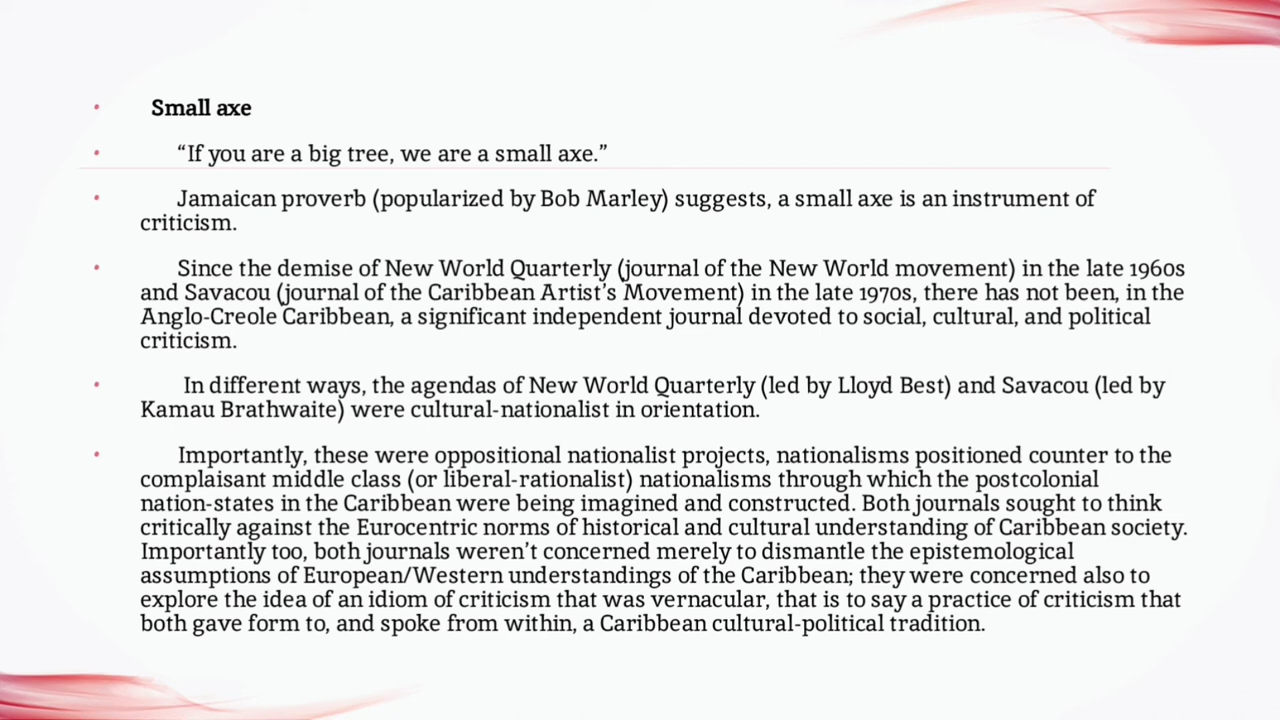 • Small axe
• “If you are a big tree, we are a small axe.”
• Jamaican proverb (popularized by Bob Marley) suggests, a small axe is an instrument of
criticism.
• Since the demise of New World Quarterly (journal of the New World movement) in the late 1960s
and Savacou (journal of the Caribbean Artist’s Movement) in the late 1970s, there has not been, in the
Anglo-Creole Caribbean, a significant independent journal devoted to social, cultural, and political
criticism.
• In different ways, the agendas of New World Quarterly (led by Lloyd Best) and Savacou (led by
Kamau Brathwaite) were cultural-nationalist in orientation.
• Importantly, these were oppositional nationalist projects, nationalisms positioned counter to the
complaisant middle class (or liberal-rationalist) nationalisms through which the postcolonial
nation-states in the Caribbean were being imagined and constructed. Both journals sought to think
critically against the Eurocentric norms of historical and cultural understanding of Caribbean society.
Importantly too, both journals weren’t concerned merely to dismantle the epistemological
assumptions of European/Western understandings of the Caribbean; they were concerned also to
explore the idea of an idiom of criticism that was vernacular, that is to say a practice of criticism that
both gave form to, and spoke from within, a Caribbean cultural-political tradition.